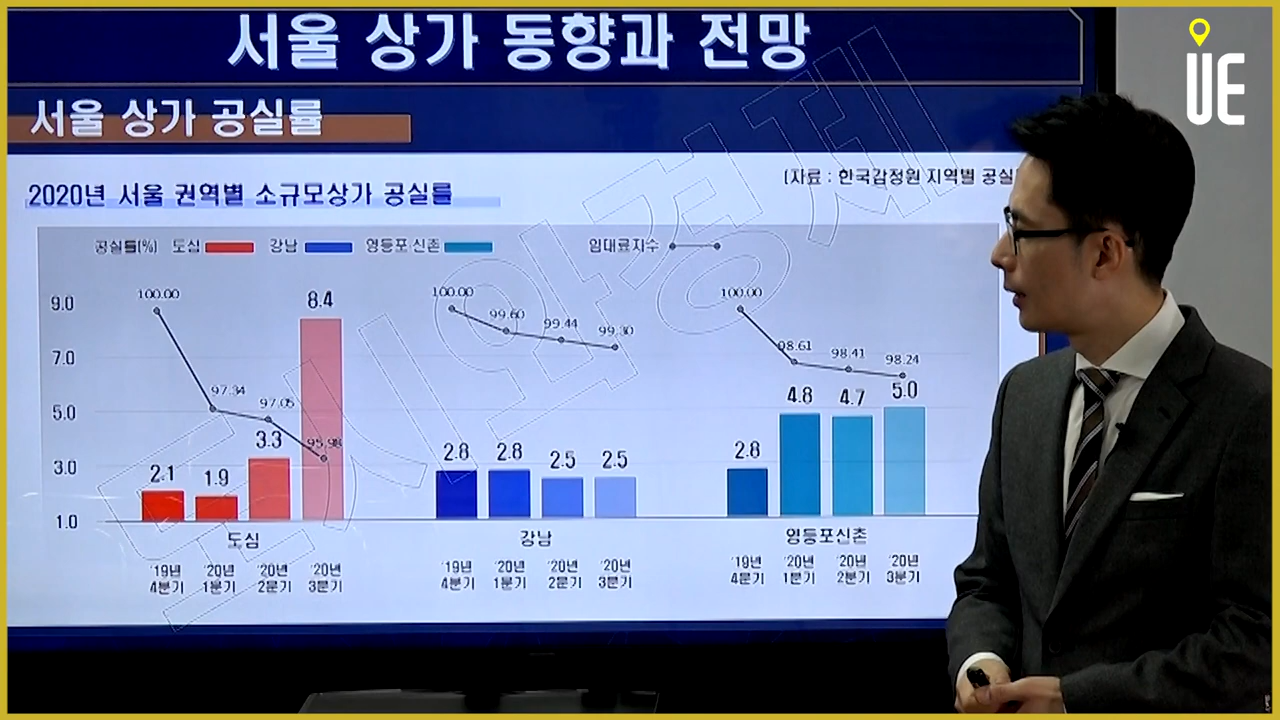 서울 상가 동향과 전망
UE
서울 상가 공실률
(자료 : 한국감정원 지역별 공실
2020년 서울 권역별 소규모상가 공실률
공실률(%) 도심 강남 영등포 신촌 임대료지수
9.0
7.0
5.0
3.0
1.0
100.00 97.34 97.05 95.98
2.1 1.9 3.3 8.4
100.00 99.60 99.44 99.30
2.8 2.8 2.5 2.5
100.00 98.61 98.41 98.24
2.8 4.8 4.7 5.0
도심 강남 영등포신촌
'19년 '20년 '20년 '20년 '19년 '20년 '20년 '20년 '19년 '20년 '20년 '20년
4분기 1분기 2분기 3분기 4분기 1분기 2분기 3분기 4분기 1분기 2분기 3분기
도시와경제